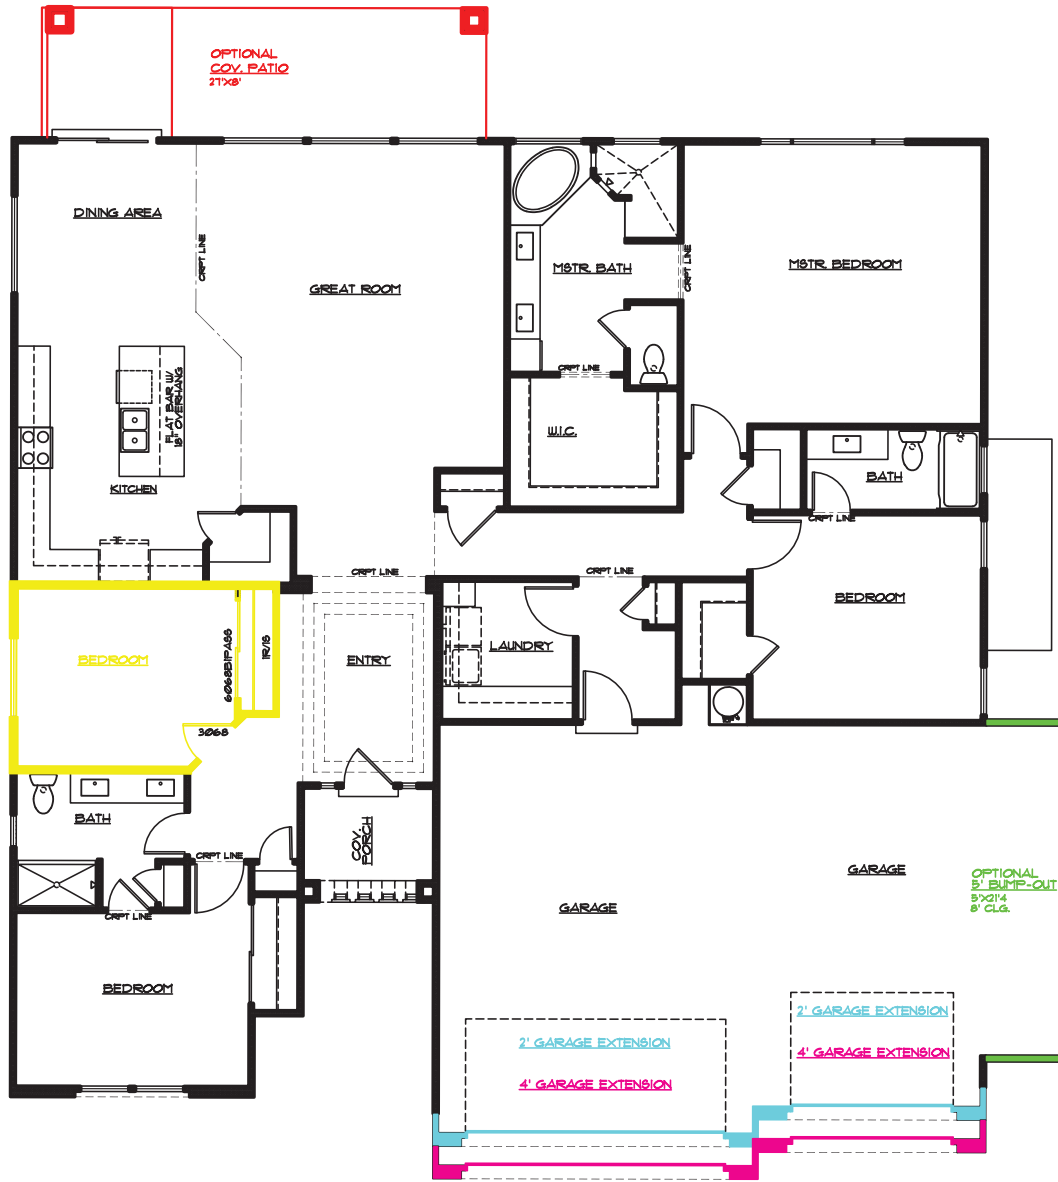 OPTIONAL
COV. PATIO
27'X8'
DINING AREA
CRPT LINE
GREAT ROOM
MSTR. BATH
CRPT LINE
MSTR. BEDROOM
FLAT BAR W/
18" OVERHANG
CRPT LINE
W.I.C.
KITCHEN
BATH
CRPT LINE
CRPT LINE
CRPT LINE
BEDROOM
BEDROOM
6068BIPASS
1R/1S
ENTRY
LAUNDRY
3068
BATH
COV.
PORCH
CRPT LINE
CRPT LINE
GARAGE
GARAGE
OPTIONAL
5' BUMP-OUT
5'X21'4
8' CLG.
BEDROOM
2' GARAGE EXTENSION
4' GARAGE EXTENSION
2' GARAGE EXTENSION
4' GARAGE EXTENSION